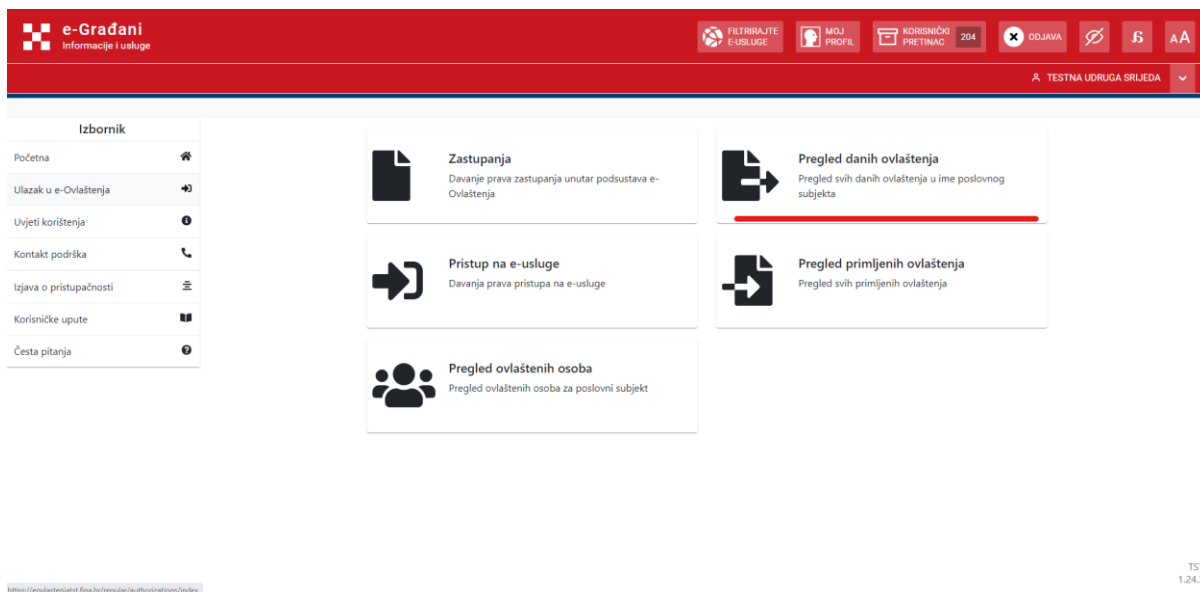 e-Građani
Informacije i usluge
FILTRIRAJTE
E-USLUGE
MOJ
PROFIL
KORISNIČKI
PRETINAC
204
ODJAVA
AA
TESTNA UDRUGA SRIJEDA
Izbornik
Početna
Ulazak u e-Ovlaštenja
Uvjeti korištenja
Kontakt podrška
Izjava o pristupačnosti
Korisničke upute
Česta pitanja
Zastupanja
Davanje prava zastupanja unutar podsustava e-
Ovlaštenja
Pregled danih ovlaštenja
Pregled svih danih ovlaštenja u ime poslovnog
subjekta
Pristup na e-usluge
Davanja prava pristupa na e-usluge
Pregled primljenih ovlaštenja
Pregled svih primljenih ovlaštenja
Pregled ovlaštenih osoba
Pregled ovlaštenih osoba za poslovni subjekt